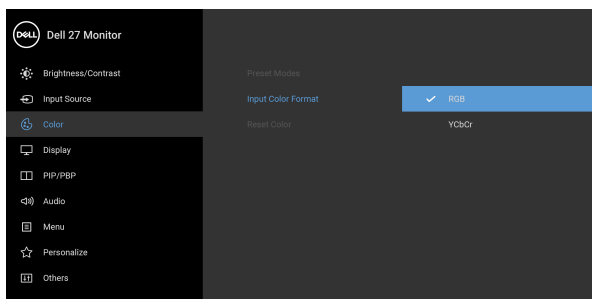 DELL Dell 27 Monitor
Brightness/Contrast
Input Source
Color
Display
PIP/PBP
Audio
Menu
Personalize
Others
Preset Modes
Input Color Format
Reset Color
RGB
YCbCr